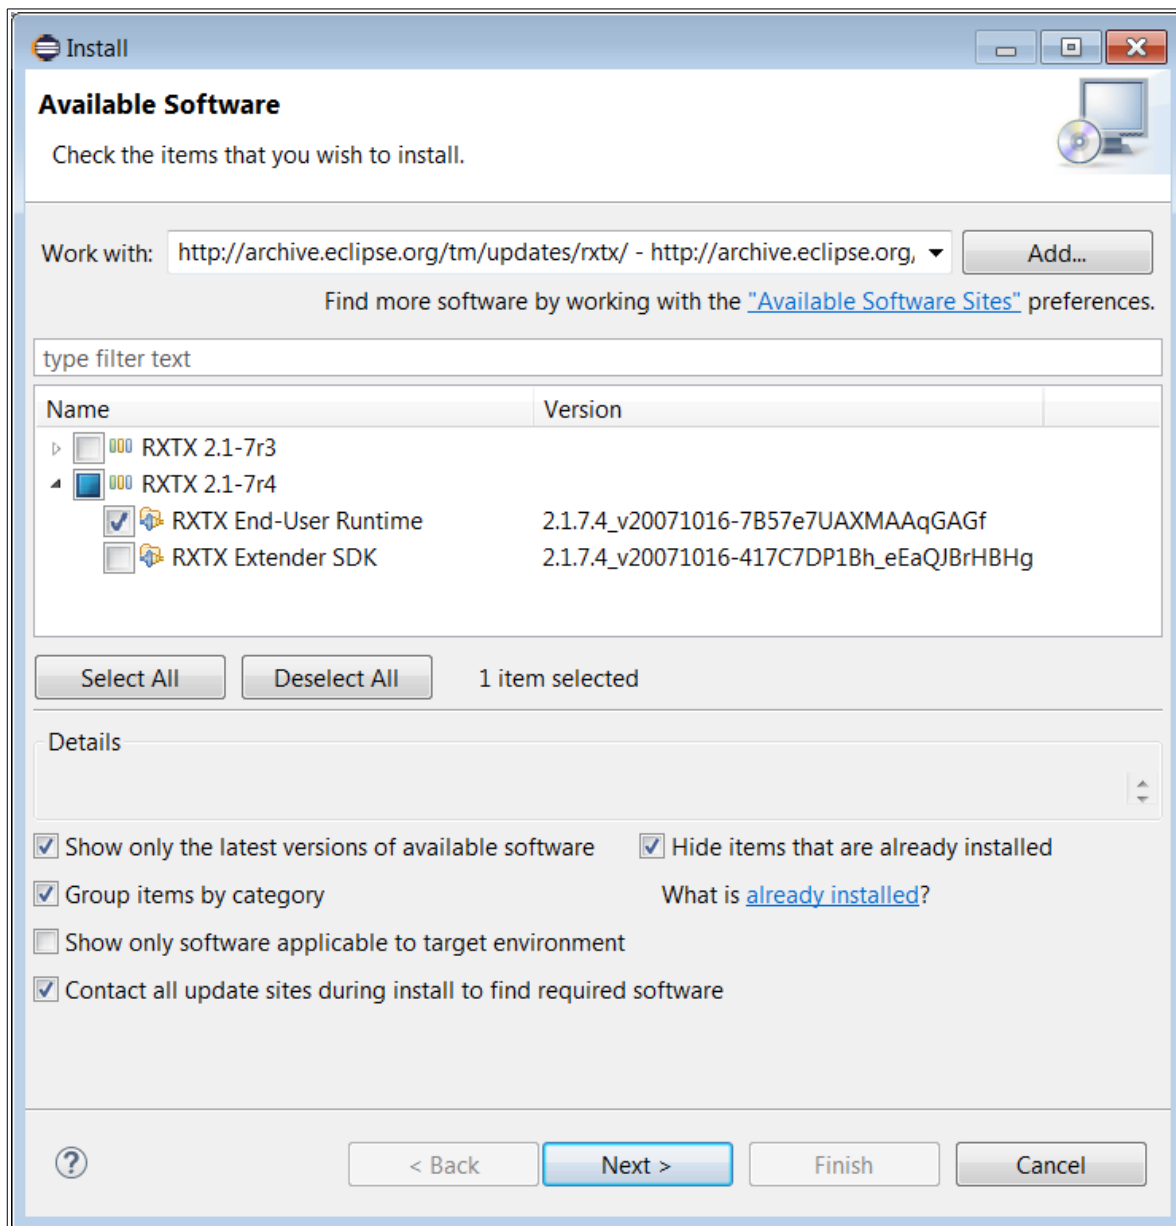 Install
Available Software
Check the items that you wish to install.
Work with: http://archive.eclipse.org/tm/updates/rxtx/ - http://archive.eclipse.org, Add...
Find more software by working with the "Available Software Sites" preferences.
type filter text
Name Version
RXTX 2.1-7r3
RXTX 2.1-7r4
RXTX End-User Runtime 2.1.7.4_v20071016-7B57e7UAXMAAqGAGf
RXTX Extender SDK 2.1.7.4_v20071016-417C7DP1Bh_eEaQJBrHBHg
Select All Deselect All 1 item selected
Details
Show only the latest versions of available software Hide items that are already installed
Group items by category What is already installed?
Show only software applicable to target environment
Contact all update sites during install to find required software
? < Back Next > Finish Cancel